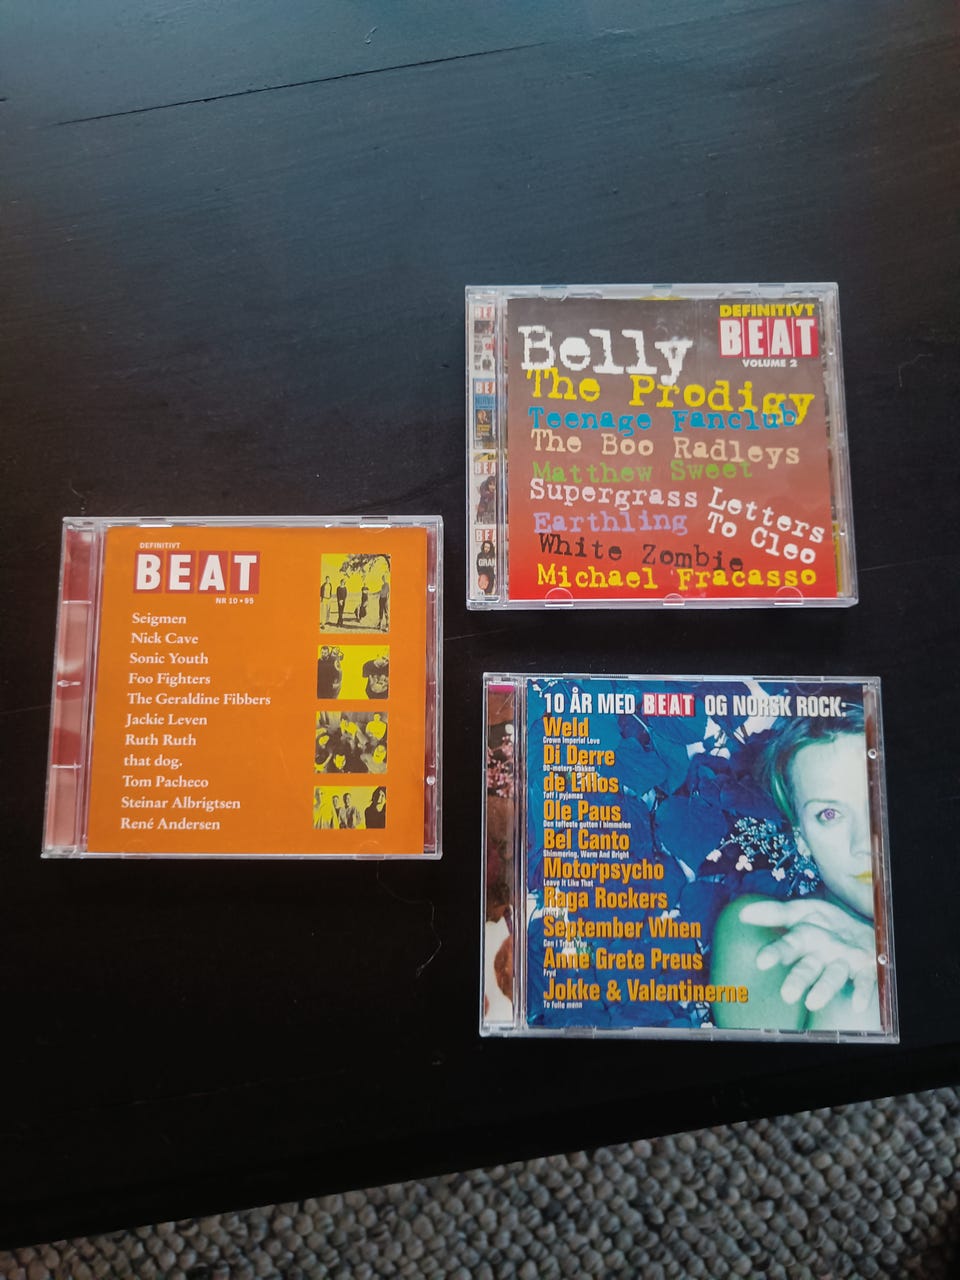 DEFINITIVT
BEAT
VOLUME 2
Belly
The Prodigy
Teenage Fanclub
The Boo Radleys
Matthew Sweet
Supergrass Letters
Earthling To Cleo
White Zombie
Michael Fracasso
DEFINITIVT
BEAT
NR 10 • 95
Seigmen
Nick Cave
Sonic Youth
Foo Fighters
The Geraldine Fibbers
Jackie Leven
Ruth Ruth
that dog.
Tom Pacheco
Steinar Albrigtsen
René Andersen
10 ÅR MED BEAT OG NORSK ROCK:
Weld
Crown Imperial Love
Di Derre
de Lillos
Tøff i pyjamas
Ole Paus
Den tøffeste gutten i himmelen
Bel Canto
Shimmering, Warm And Bright
Motorpsycho
Leave It Like That
Raga Rockers
September When
Can I Trust You
Anne Grete Preus
Fryd
Jokke & Valentinerne
To fulle menn